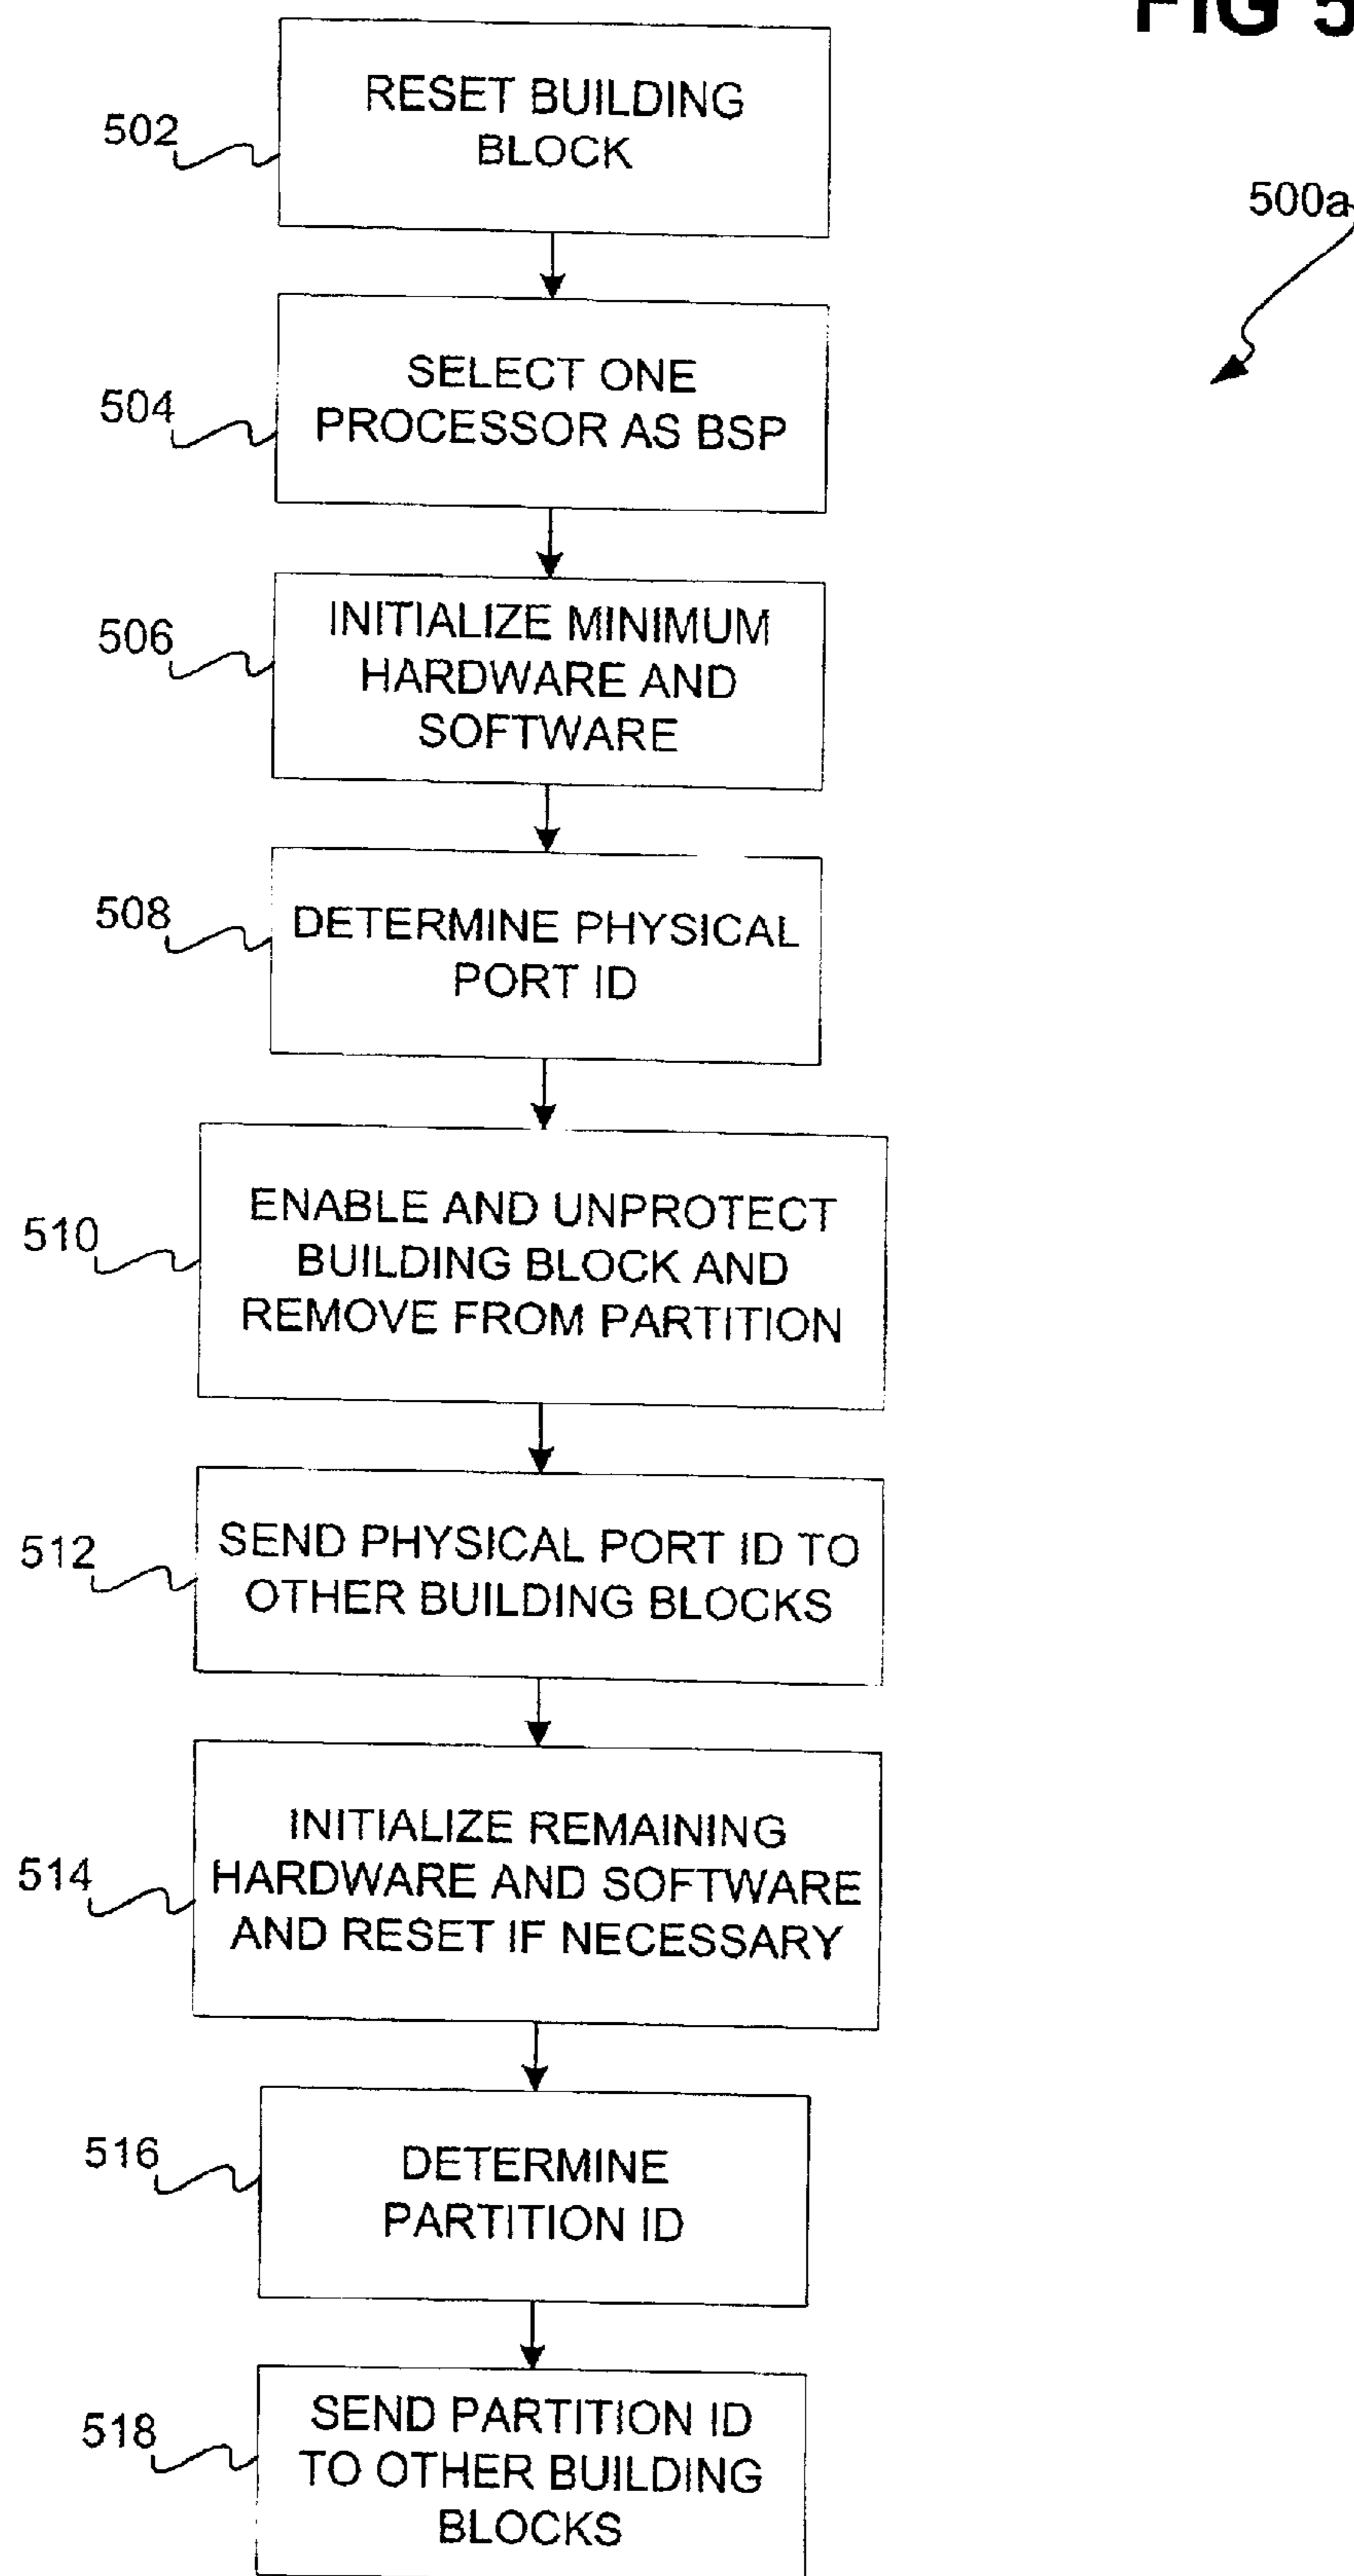 FIG 5
500a
502
RESET BUILDING
BLOCK
504
SELECT ONE
PROCESSOR AS BSP
506
INITIALIZE MINIMUM
HARDWARE AND
SOFTWARE
508
DETERMINE PHYSICAL
PORT ID
510
ENABLE AND UNPROTECT
BUILDING BLOCK AND
REMOVE FROM PARTITION
512
SEND PHYSICAL PORT ID TO
OTHER BUILDING BLOCKS
514
INITIALIZE REMAINING
HARDWARE AND SOFTWARE
AND RESET IF NECESSARY
516
DETERMINE
PARTITION ID
518
SEND PARTITION ID
TO OTHER BUILDING
BLOCKS